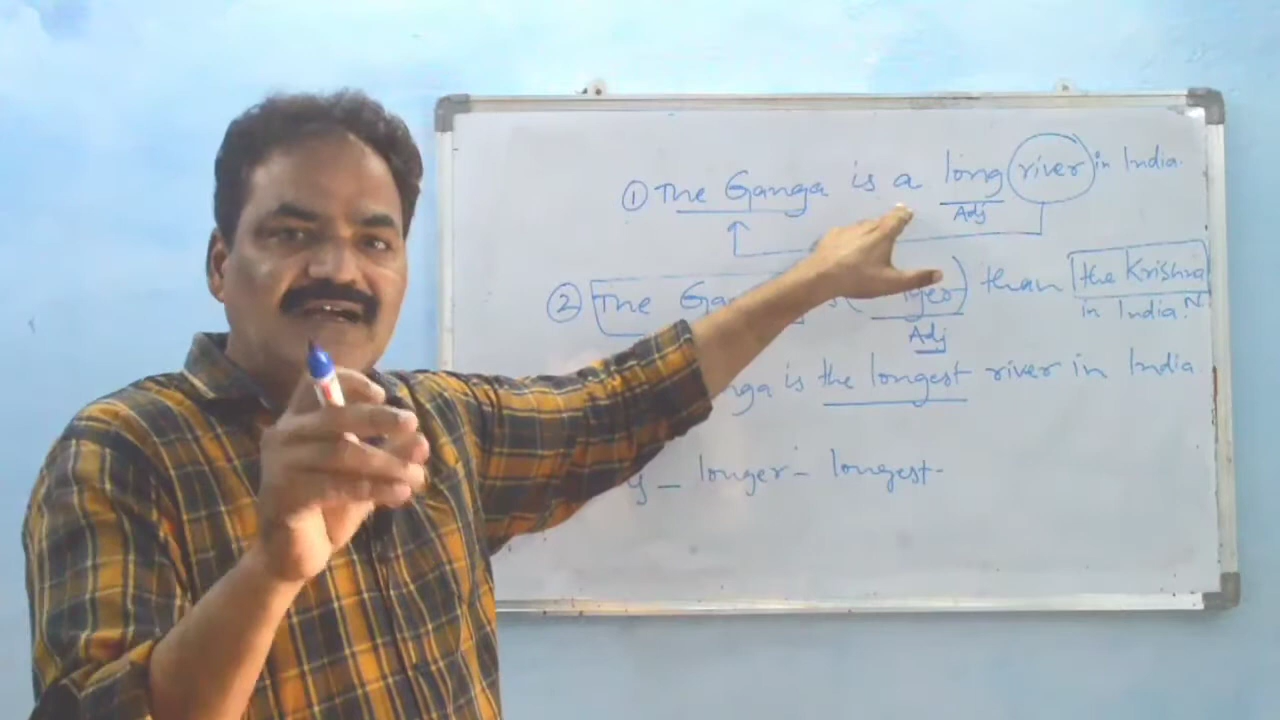 ① The Ganga is a long river in India.
Adj
② The Ga longer than the Krishna
in India. N
Adj
is the longest river in India
longer - longest -